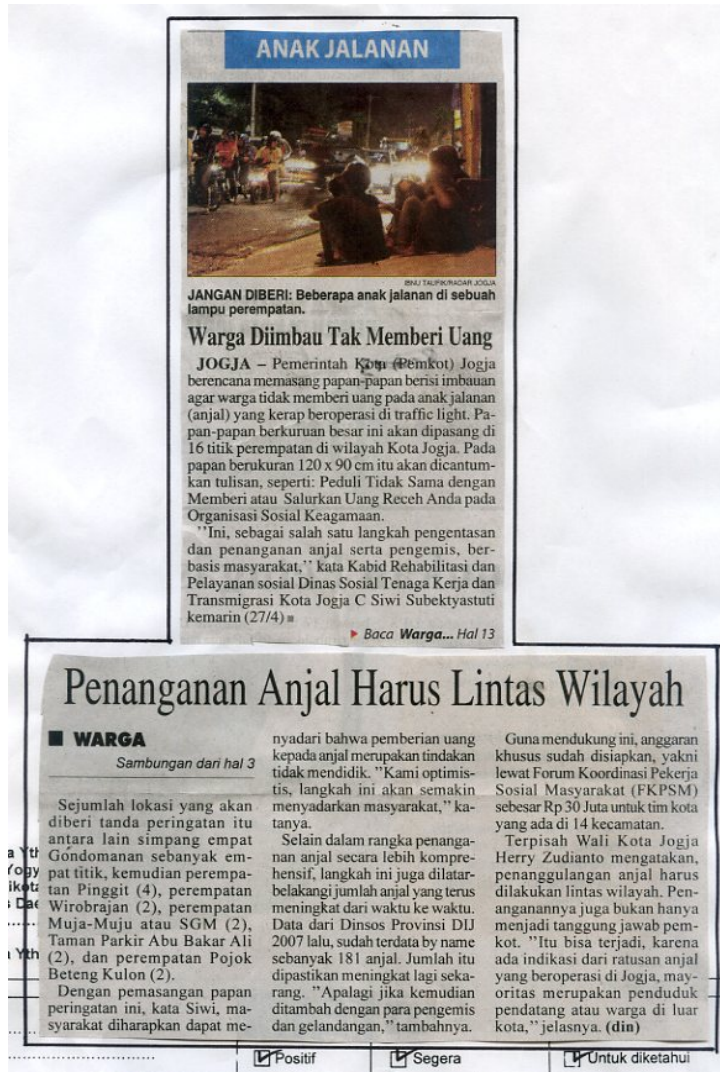 ANAK JALANAN
IBNU TAUFIK/RADAR JOGJA
JANGAN DIBERI: Beberapa anak jalanan di sebuah
lampu perempatan.
Warga Diimbau Tak Memberi Uang
JOGJA – Pemerintah Kota (Pemkot) Jogja
berencana memasang papan-papan berisi imbauan
agar warga tidak memberi uang pada anak jalanan
(anjal) yang kerap beroperasi di traffic light. Pa-
pan-papan berkuruan besar ini akan dipasang di
16 titik perempatan di wilayah Kota Jogja. Pada
papan berukuran 120 x 90 cm itu akan dicantum-
kan tulisan, seperti: Peduli Tidak Sama dengan
Memberi atau Salurkan Uang Receh Anda pada
Organisasi Sosial Keagamaan.
''Ini, sebagai salah satu langkah pengentasan
dan penanganan anjal serta pengemis, ber-
basis masyarakat,'' kata Kabid Rehabilitasi dan
Pelayanan sosial Dinas Sosial Tenaga Kerja dan
Transmigrasi Kota Jogja C Siwi Subektyastuti
kemarin (27/4) ■
▶ Baca Warga... Hal 13
Penanganan Anjal Harus Lintas Wilayah
■ WARGA
Sambungan dari hal 3
Sejumlah lokasi yang akan
diberi tanda peringatan itu
antara lain simpang empat
Gondomanan sebanyak em-
pat titik, kemudian perempa-
tan Pinggit (4), perempatan
Wirobrajan (2), perempatan
Muja-Muju atau SGM (2),
Taman Parkir Abu Bakar Ali
(2), dan perempatan Pojok
Beteng Kulon (2).
Dengan pemasangan papan
peringatan ini, kata Siwi, ma-
syarakat diharapkan dapat me-
nyadari bahwa pemberian uang
kepada anjal merupakan tindakan
tidak mendidik. ''Kami optimis-
tis, langkah ini akan semakin
menyadarkan masyarakat,'' ka-
tanya.
Selain dalam rangka penanga-
nan anjal secara lebih kompre-
hensif, langkah ini juga dilatar-
belakangi jumlah anjal yang terus
meningkat dari waktu ke waktu.
Data dari Dinsos Provinsi DIJ
2007 lalu, sudah terdata by name
sebanyak 181 anjal. Jumlah itu
dipastikan meningkat lagi seka-
rang. ''Apalagi jika kemudian
ditambah dengan para pengemis
dan gelandangan,'' tambahnya.
Guna mendukung ini, anggaran
khusus sudah disiapkan, yakni
lewat Forum Koordinasi Pekerja
Sosial Masyarakat (FKPSM)
sebesar Rp 30 Juta untuk tim kota
yang ada di 14 kecamatan.
Terpisah Wali Kota Jogja
Herry Zudianto mengatakan,
penanggulangan anjal harus
dilakukan lintas wilayah. Pen-
anganannya juga bukan hanya
menjadi tanggung jawab pem-
kot. ''Itu bisa terjadi, karena
ada indikasi dari ratusan anjal
yang beroperasi di Jogja, may-
oritas merupakan penduduk
pendatang atau warga di luar
kota,'' jelasnya. (din)
Positif
Segera
Untuk diketahui